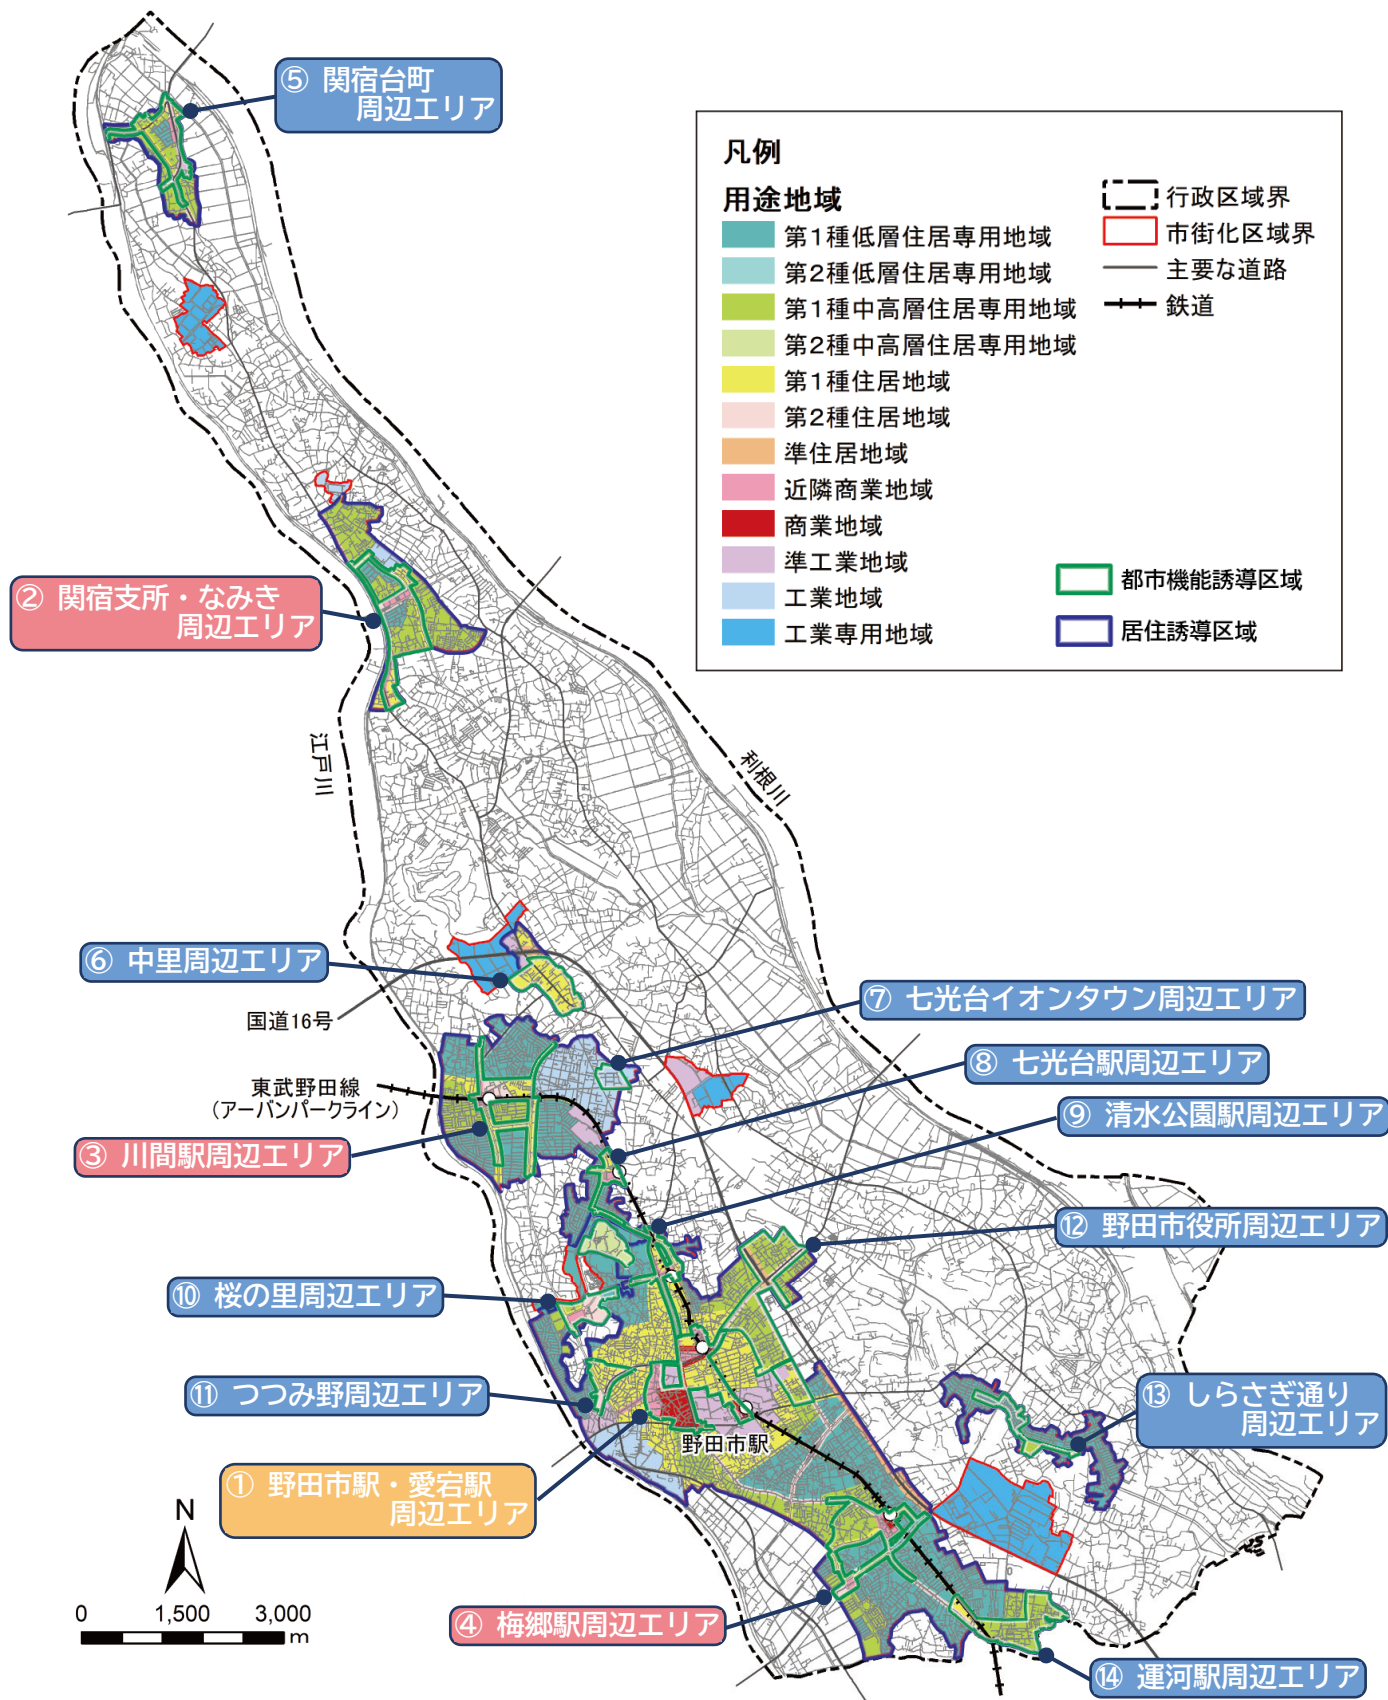 ⑤ 関宿台町
周辺エリア
凡例
用途地域
第1種低層住居専用地域
第2種低層住居専用地域
第1種中高層住居専用地域
第2種中高層住居専用地域
第1種住居地域
第2種住居地域
準住居地域
近隣商業地域
商業地域
準工業地域
工業地域
工業専用地域
行政区域界
市街化区域界
主要な道路
鉄道
都市機能誘導区域
居住誘導区域
② 関宿支所・なみき
周辺エリア
江戸川
利根川
⑥ 中里周辺エリア
国道16号
⑦ 七光台イオンタウン周辺エリア
⑧ 七光台駅周辺エリア
東武野田線
(アーバンパークライン)
⑨ 清水公園駅周辺エリア
③ 川間駅周辺エリア
⑫ 野田市役所周辺エリア
⑩ 桜の里周辺エリア
⑪ つつみ野周辺エリア
⑬ しらさぎ通り
周辺エリア
野田市駅
① 野田市駅・愛宕駅
周辺エリア
N
0 1,500 3,000
m
④ 梅郷駅周辺エリア
⑭ 運河駅周辺エリア